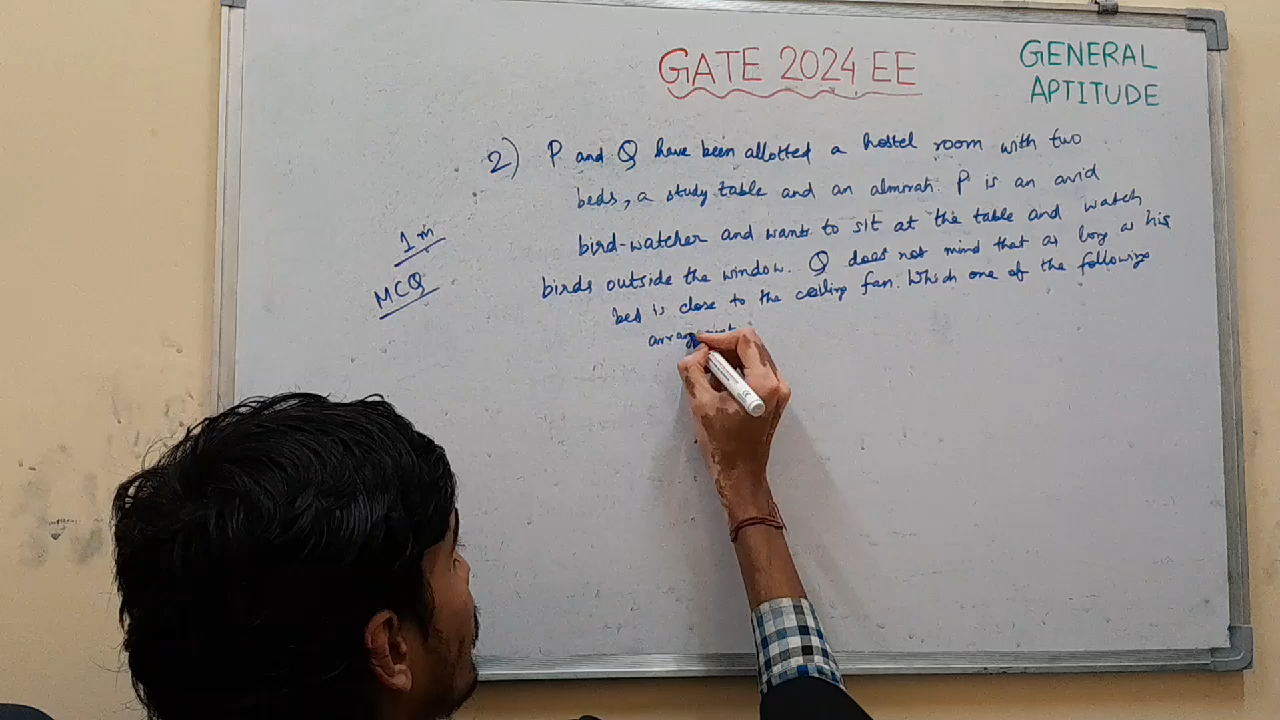 GATE 2024 EE
GENERAL
APTITUDE
2) P and Q have been allotted a hostel room with two
beds, a study table and an almirah. P is an avid
bird-watcher and wants to sit at the table and watch
birds outside the window. Q does not mind that as long as his
bed is close to the ceiling fan. Which one of the following
1m
MCQ